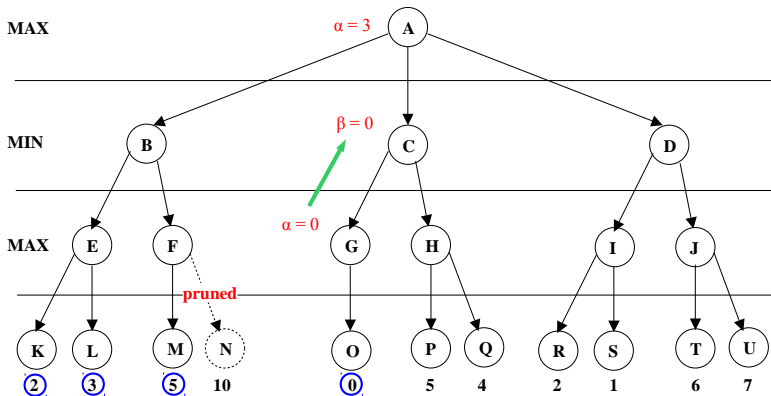 MAX α = 3 A
β = 0
MIN B C D
α = 0
MAX E F G H I J
pruned
K L M N O P Q R S T U
2 3 5 10 0 5 4 2 1 6 7